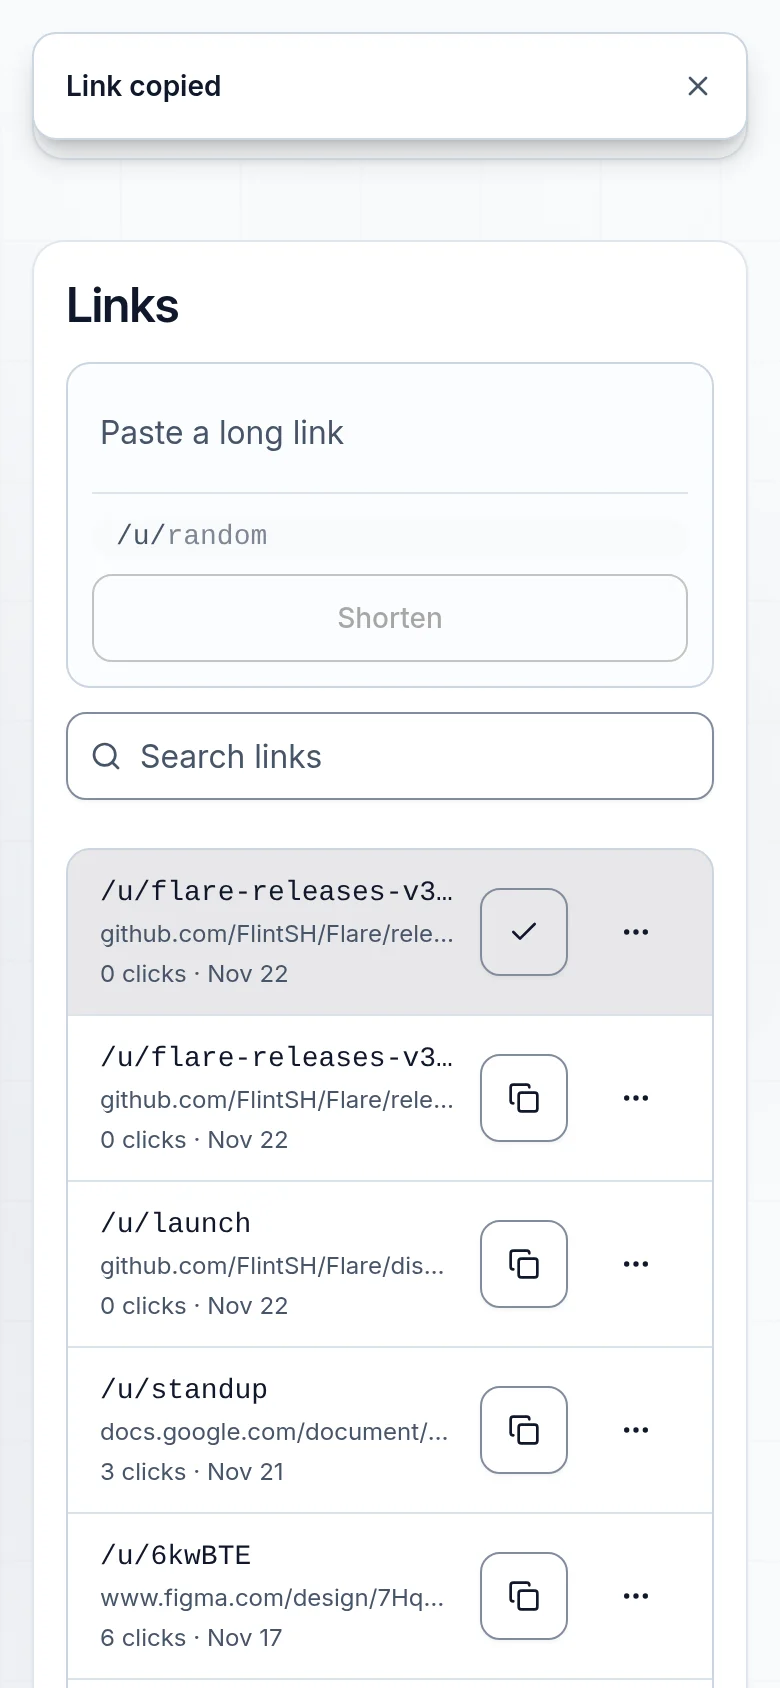 Link copied
Links
Paste a long link
/u/random
Shorten
Search links
/u/flare-releases-v3…
github.com/FlintSH/Flare/rele…
0 clicks · Nov 22
/u/flare-releases-v3…
github.com/FlintSH/Flare/rele…
0 clicks · Nov 22
/u/launch
github.com/FlintSH/Flare/dis…
0 clicks · Nov 22
/u/standup
docs.google.com/document/…
3 clicks · Nov 21
/u/6kwBTE
www.figma.com/design/7Hq…
6 clicks · Nov 17